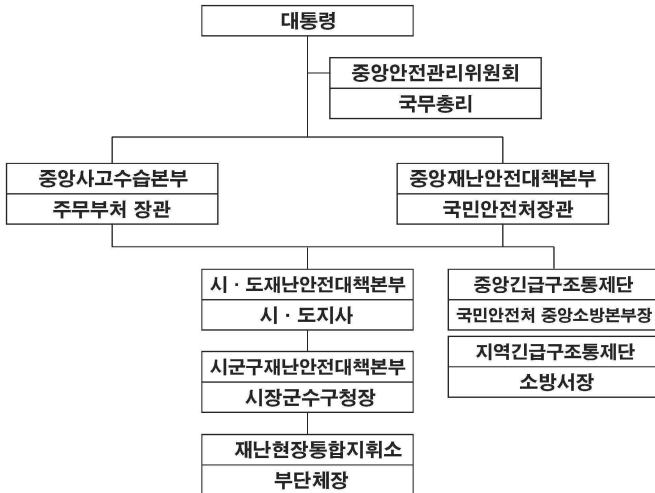 대통령
중앙안전관리위원회
국무총리
중앙사고수습본부
주무부처 장관
중앙재난안전대책본부
국민안전처장관
시·도재난안전대책본부
시·도지사
중앙긴급구조통제단
국민안전처 중앙소방본부장
시군구재난안전대책본부
시장군수구청장
지역긴급구조통제단
소방서장
재난현장통합지휘소
부단체장